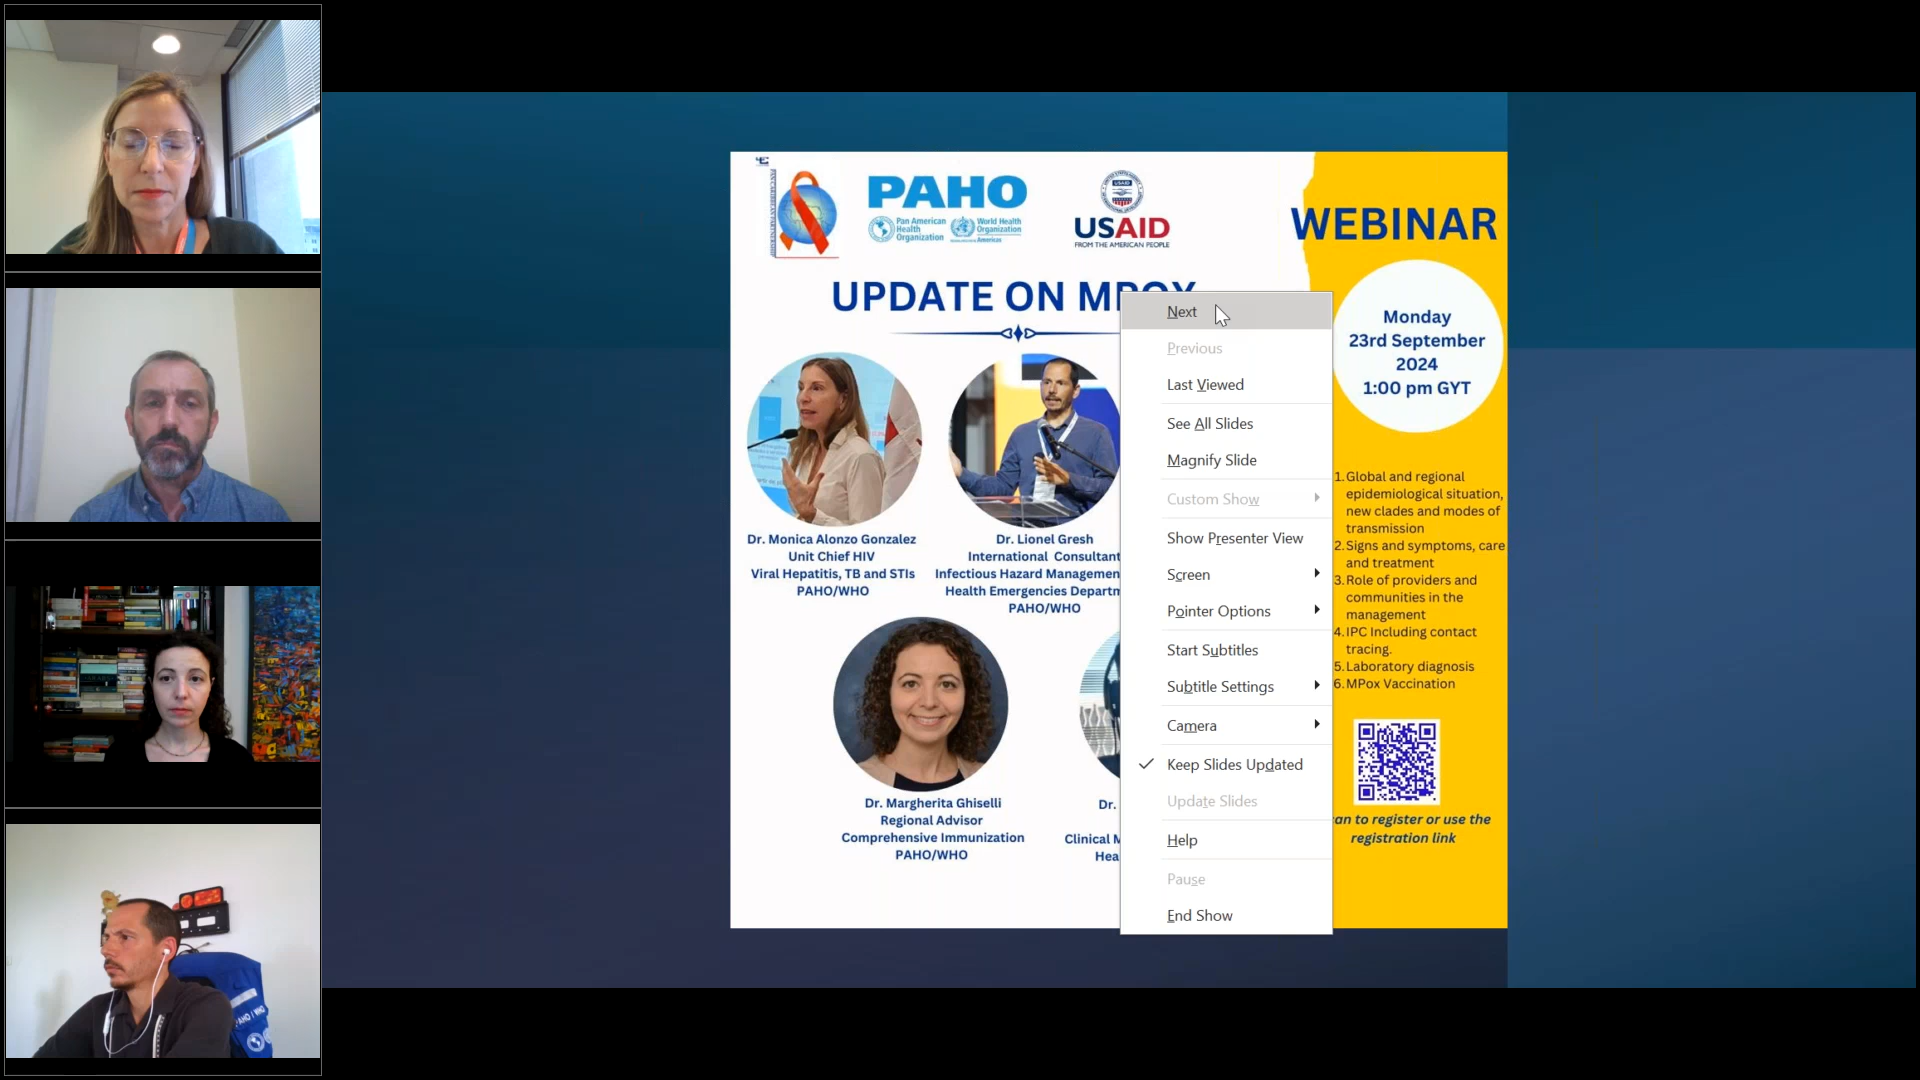 PANCARIBBEAN PARTNERSHIP
PAHO
Pan American
Health
Organization
World Health
Organization
Americas
USAID
USAID
FROM THE AMERICAN PEOPLE
WEBINAR
UPDATE ON MPOX
Monday
23rd September
2024
1:00 pm GYT
Dr. Monica Alonzo Gonzalez
Unit Chief HIV
Viral Hepatitis, TB and STIs
PAHO/WHO
Dr. Lionel Gresh
International Consultant
Infectious Hazard Managemen
Health Emergencies Departm
PAHO/WHO
Dr. Margherita Ghiselli
Regional Advisor
Comprehensive Immunization
PAHO/WHO
Dr.
Clinical M
Hea
Next
Previous
Last Viewed
See All Slides
Magnify Slide
Custom Show
Show Presenter View
Screen
Pointer Options
Start Subtitles
Subtitle Settings
Camera
Keep Slides Updated
Update Slides
Help
Pause
End Show
1. Global and regional
epidemiological situation,
new clades and modes of
transmission
2. Signs and symptoms, care
and treatment
3. Role of providers and
communities in the
management
4. IPC Including contact
tracing.
5. Laboratory diagnosis
6. MPox Vaccination
an to register or use the
registration link
PAHO / WHO